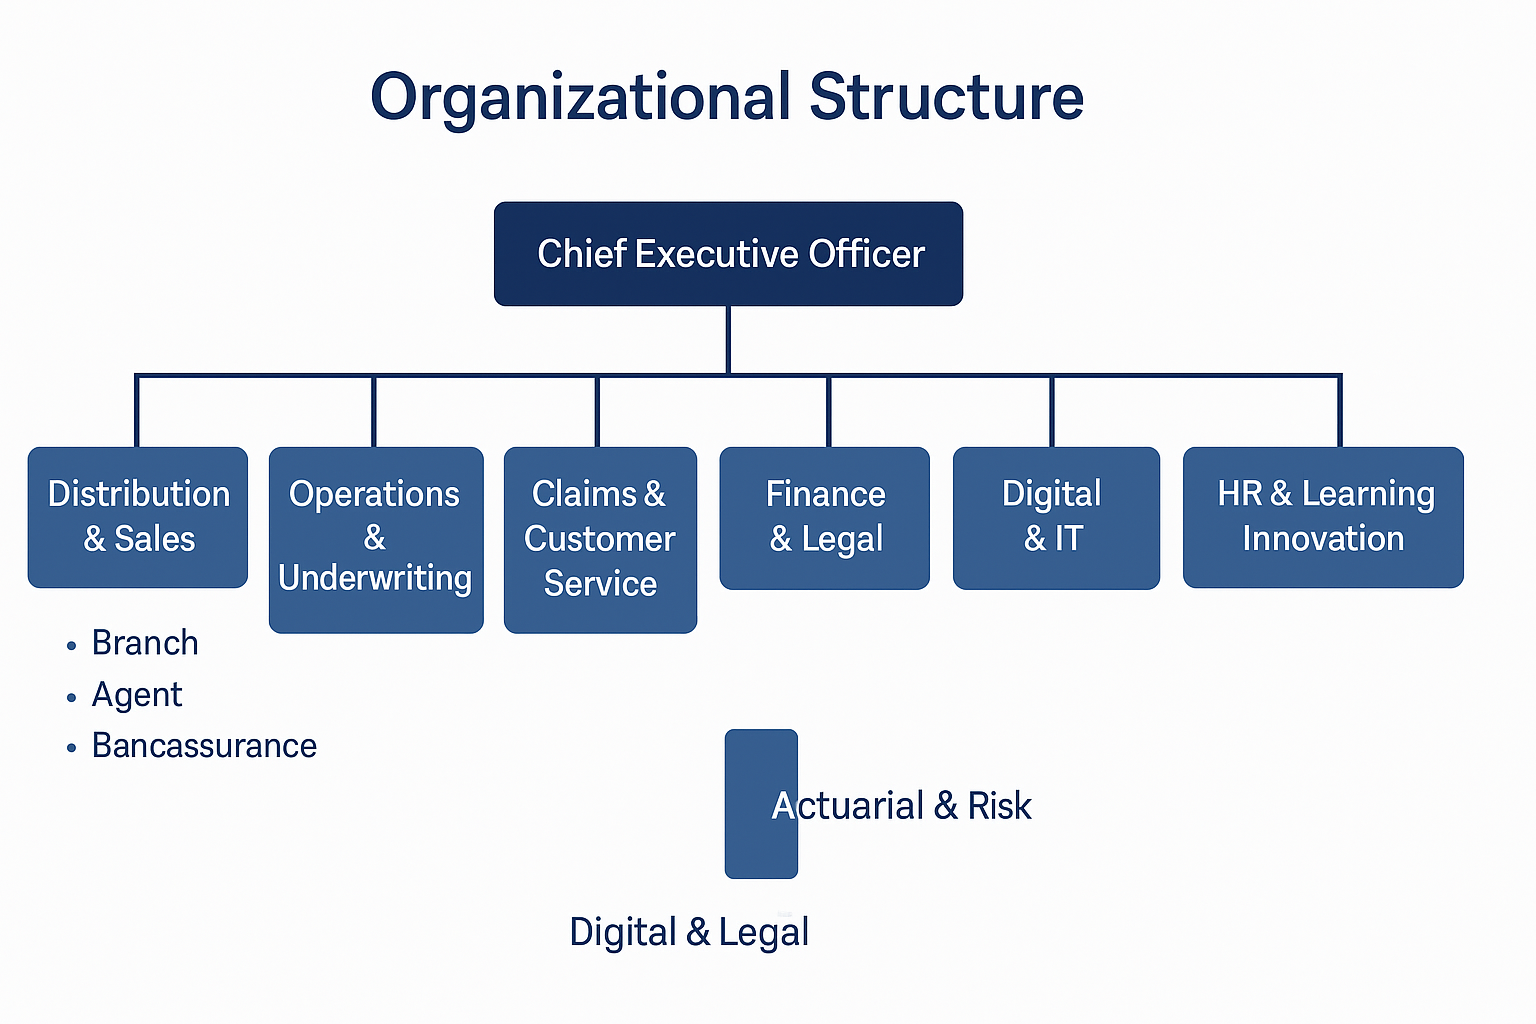 Organizational Structure
Chief Executive Officer
Distribution
& Sales
Operations
&
Underwriting
Claims &
Customer
Service
Finance
& Legal
Digital
& IT
HR & Learning
Innovation
• Branch
• Agent
• Bancassurance
Actuarial & Risk
Digital & Legal